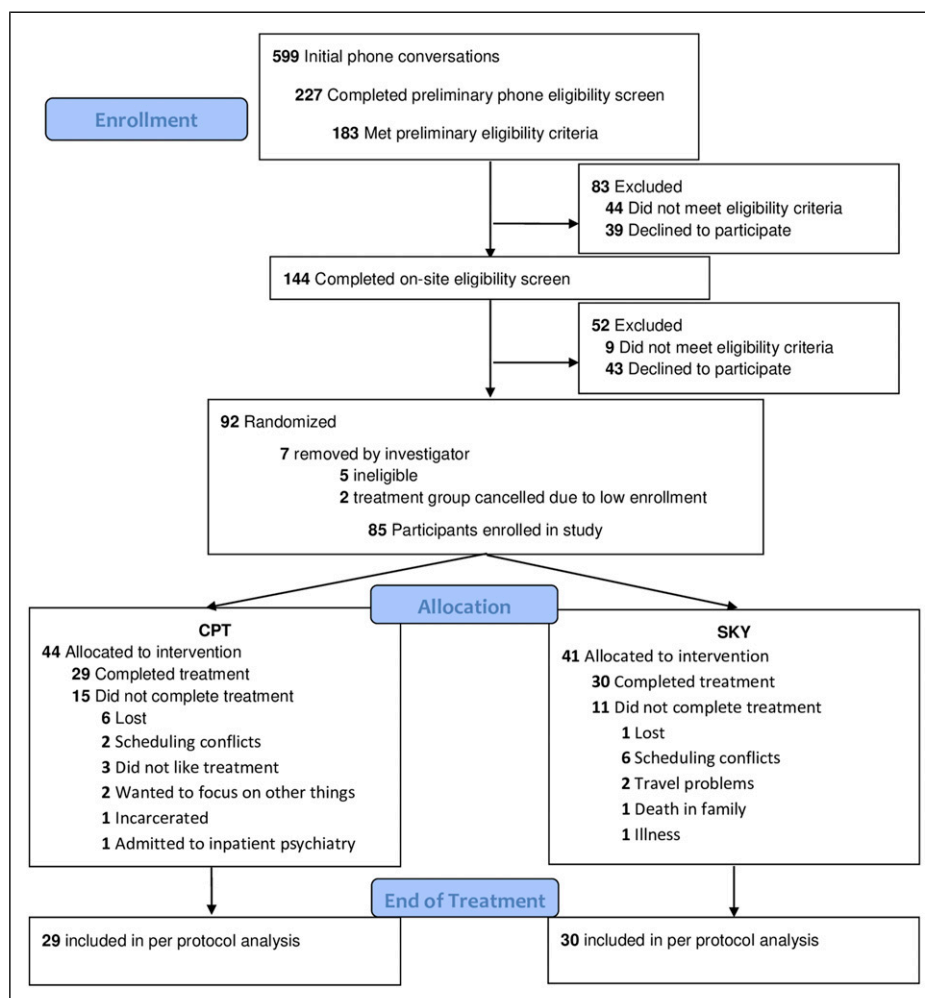 599 Initial phone conversations
227 Completed preliminary phone eligibility screen
183 Met preliminary eligibility criteria
Enrollment
83 Excluded
44 Did not meet eligibility criteria
39 Declined to participate
144 Completed on-site eligibility screen
52 Excluded
9 Did not meet eligibility criteria
43 Declined to participate
92 Randomized
7 removed by investigator
5 ineligible
2 treatment group cancelled due to low enrollment
85 Participants enrolled in study
Allocation
CPT
44 Allocated to intervention
29 Completed treatment
15 Did not complete treatment
6 Lost
2 Scheduling conflicts
3 Did not like treatment
2 Wanted to focus on other things
1 Incarcerated
1 Admitted to inpatient psychiatry
SKY
41 Allocated to intervention
30 Completed treatment
11 Did not complete treatment
1 Lost
6 Scheduling conflicts
2 Travel problems
1 Death in family
1 Illness
End of Treatment
29 included in per protocol analysis
30 included in per protocol analysis